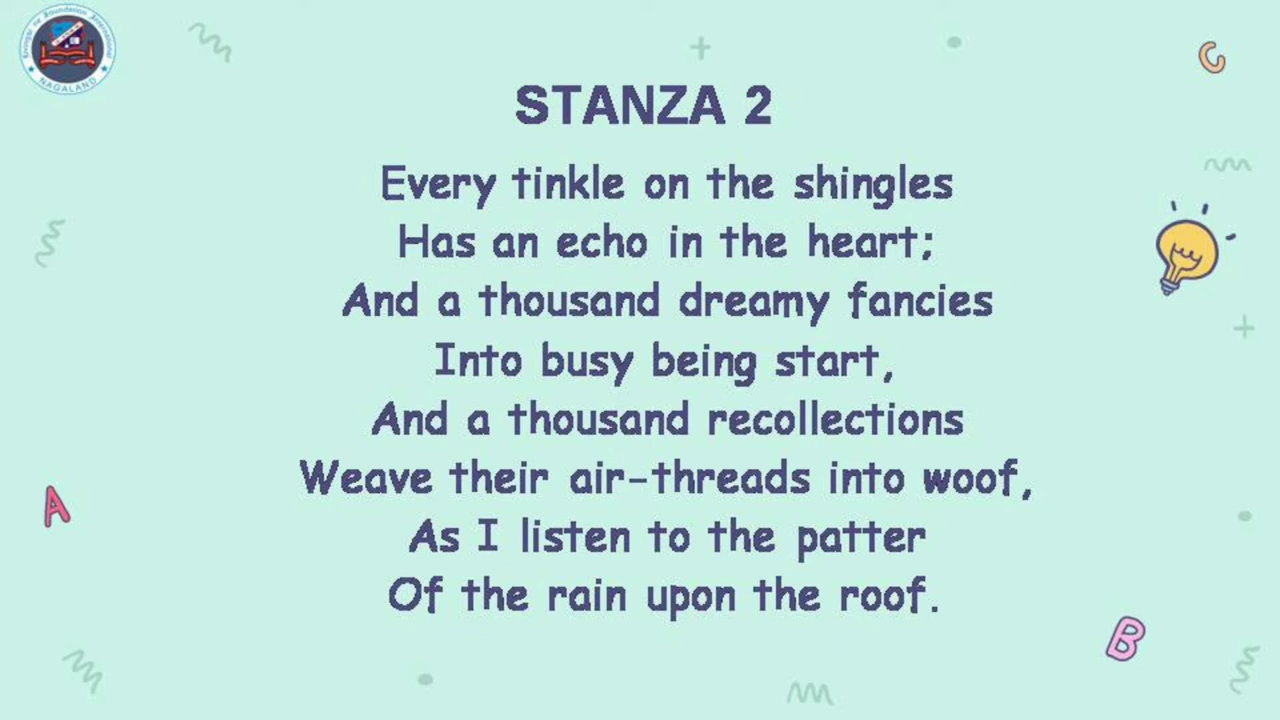 NAGALAND
STANZA 2
Every tinkle on the shingles
Has an echo in the heart;
And a thousand dreamy fancies
Into busy being start,
And a thousand recollections
Weave their air-threads into woof,
As I listen to the patter
Of the rain upon the roof.
C
A
B